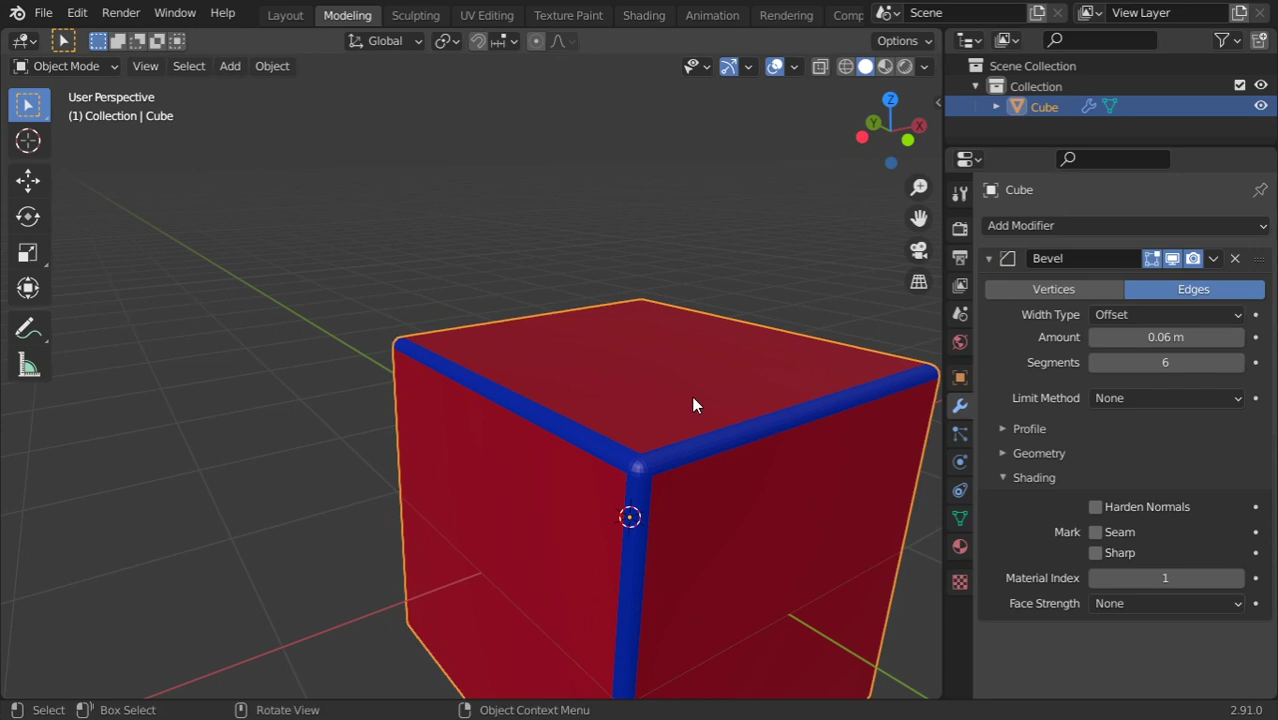 File Edit Render Window Help Layout Modeling Sculpting UV Editing Texture Paint Shading Animation Rendering Comp Scene View Layer
Global Options
Object Mode View Select Add Object
User Perspective
(1) Collection | Cube
Z
Y X
Scene Collection
Collection
Cube
Cube
Add Modifier
Bevel
Vertices Edges
Width Type Offset
Amount 0.06 m
Segments 6
Limit Method None
Profile
Geometry
Shading
Harden Normals
Mark Seam
Sharp
Material Index 1
Face Strength None
Select Box Select Rotate View Object Context Menu 2.91.0